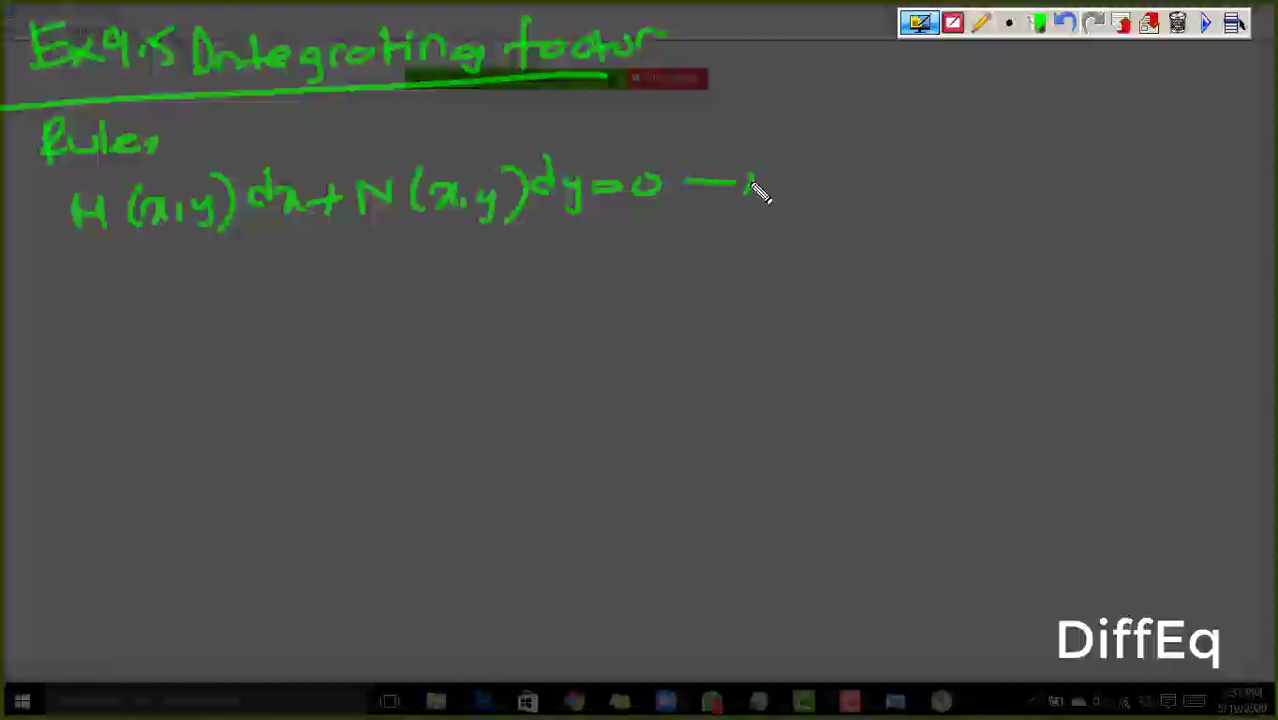 Ex9.5 Integrating factor
Rules
M(x,y)dx+N(x,y)dy=0 —
DiffEq